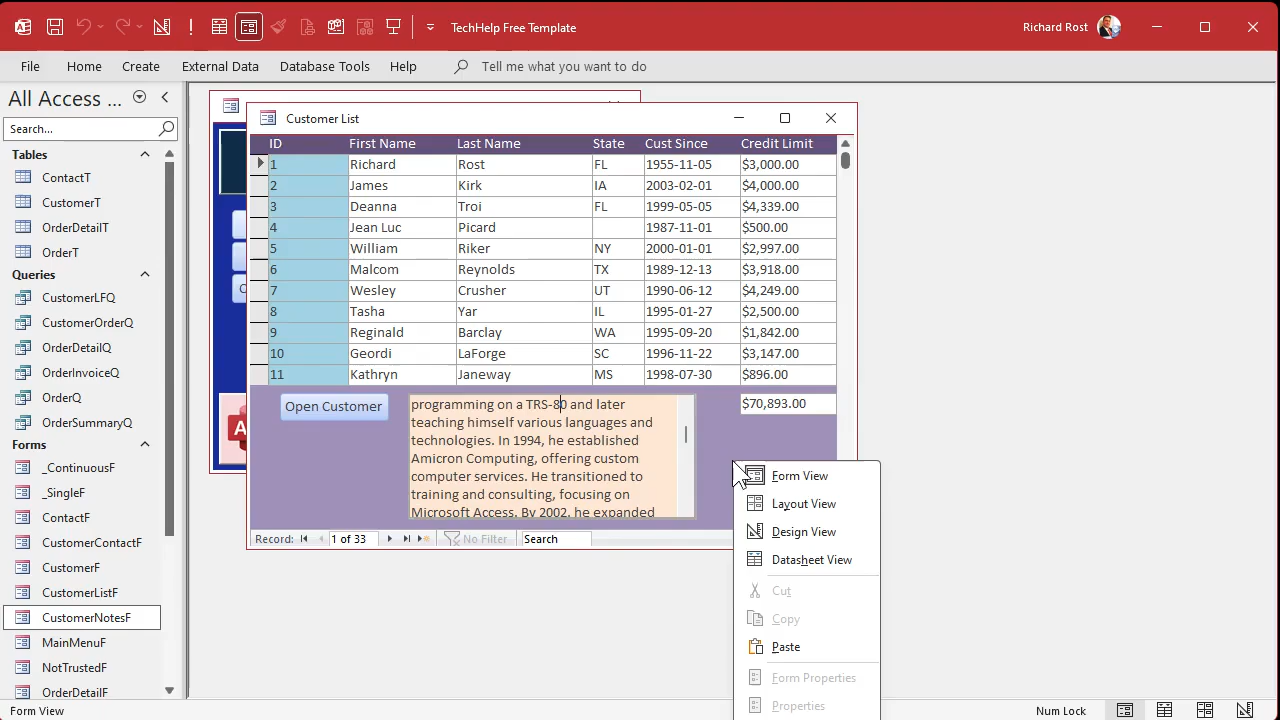 TechHelp Free Template
Richard Rost
File Home Create External Data Database Tools Help Tell me what you want to do
All Access ...
Search...
Tables
ContactT
CustomerT
OrderDetailT
OrderT
Queries
CustomerLFQ
CustomerOrderQ
OrderDetailQ
OrderInvoiceQ
OrderQ
OrderSummaryQ
Forms
_ContinuousF
_SingleF
ContactF
CustomerContactF
CustomerF
CustomerListF
CustomerNotesF
MainMenuF
NotTrustedF
OrderDetailF
Customer List
ID First Name Last Name State Cust Since Credit Limit
1 Richard Rost FL 1955-11-05 $3,000.00
2 James Kirk IA 2003-02-01 $4,000.00
3 Deanna Troi FL 1999-05-05 $4,339.00
4 Jean Luc Picard 1987-11-01 $500.00
5 William Riker NY 2000-01-01 $2,997.00
6 Malcom Reynolds TX 1989-12-13 $3,918.00
7 Wesley Crusher UT 1990-06-12 $4,249.00
8 Tasha Yar IL 1995-01-27 $2,500.00
9 Reginald Barclay WA 1995-09-20 $1,842.00
10 Geordi LaForge SC 1996-11-22 $3,147.00
11 Kathryn Janeway MS 1998-07-30 $896.00
Open Customer
programming on a TRS-80 and later
teaching himself various languages and
technologies. In 1994, he established
Amicron Computing, offering custom
computer services. He transitioned to
training and consulting, focusing on
Microsoft Access. By 2002, he expanded
$70,893.00
Record: 1 of 33 No Filter Search
Form View
Layout View
Design View
Datasheet View
Cut
Copy
Paste
Form Properties
Properties
Form View
Num Lock